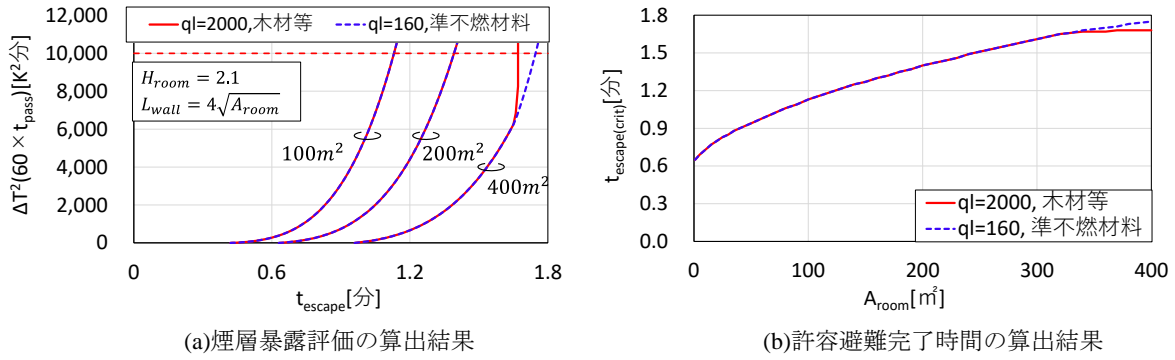 12,000
10,000
8,000
6,000
4,000
2,000
0
ΔT²(60×t_pass)[K²分]
ql=2000,木材等
ql=160,準不燃材料
H_room = 2.1
L_wall = 4√A_room
100m²
200m²
400m²
0 0.6 1.2 1.8
t_escape[分]
(a)煙層暴露評価の算出結果
1.8
1.5
1.2
0.9
0.6
0.3
0.0
t_escape(crit)[分]
ql=2000, 木材等
ql=160, 準不燃材料
0 100 200 300 400
A_room[㎡]
(b)許容避難完了時間の算出結果